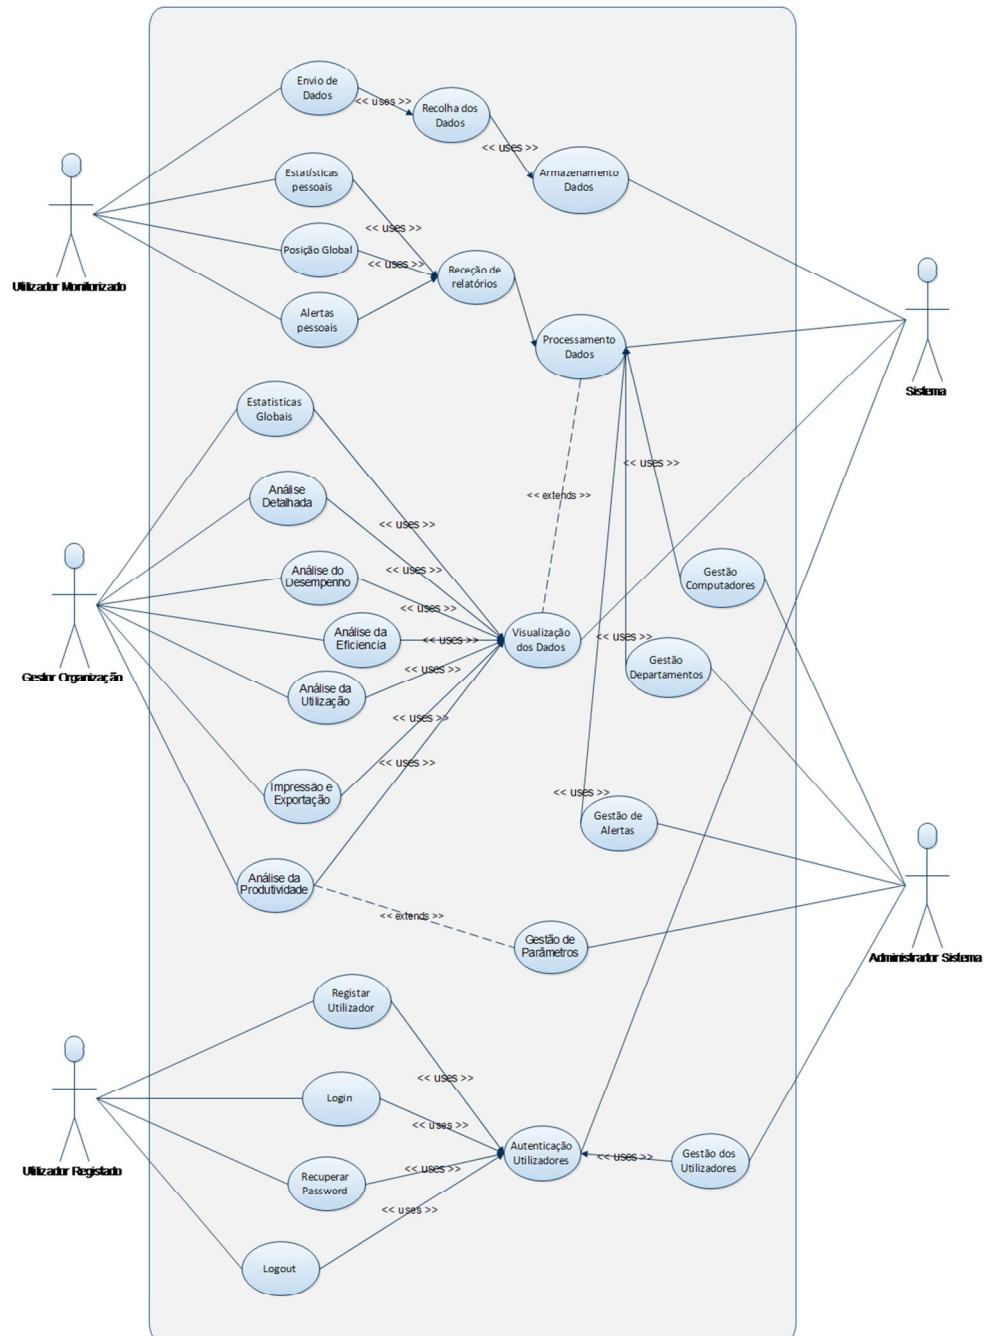 Envio de
Dados
<< uses >>
Recolha dos
Dados
<< uses >>
Armazenamento
Dados
Estatísticas
pessoais
<< uses >>
Posição Global
<< uses >>
Receção de
relatórios
Alertas
pessoais
Utilizador Monitorizado
Processamento
Dados
Sistema
Estatisticas
Globais
<< uses >>
Análise
Detalhada
<< extends >>
<< uses >>
<< uses >>
Análise do
Desempenho
<< uses >>
Gestão
Computadores
Análise da
Eficiencia
<< uses >>
<< uses >>
Visualização
dos Dados
<< uses >>
Gestão
Departamentos
Gestor Organização
Análise da
Utilização
<< uses >>
<< uses >>
Impressão e
Exportação
<< uses >>
Gestão de
Alertas
Análise da
Produtividade
<< extends >>
Gestão de
Parâmetros
Administrador Sistema
Registar
Utilizador
<< uses >>
Login
<< uses >>
Autenticação
Utilizadores
<< uses >>
Gestão dos
Utilizadores
Utilizador Registado
Recuperar
Password
<< uses >>
<< uses >>
Logout